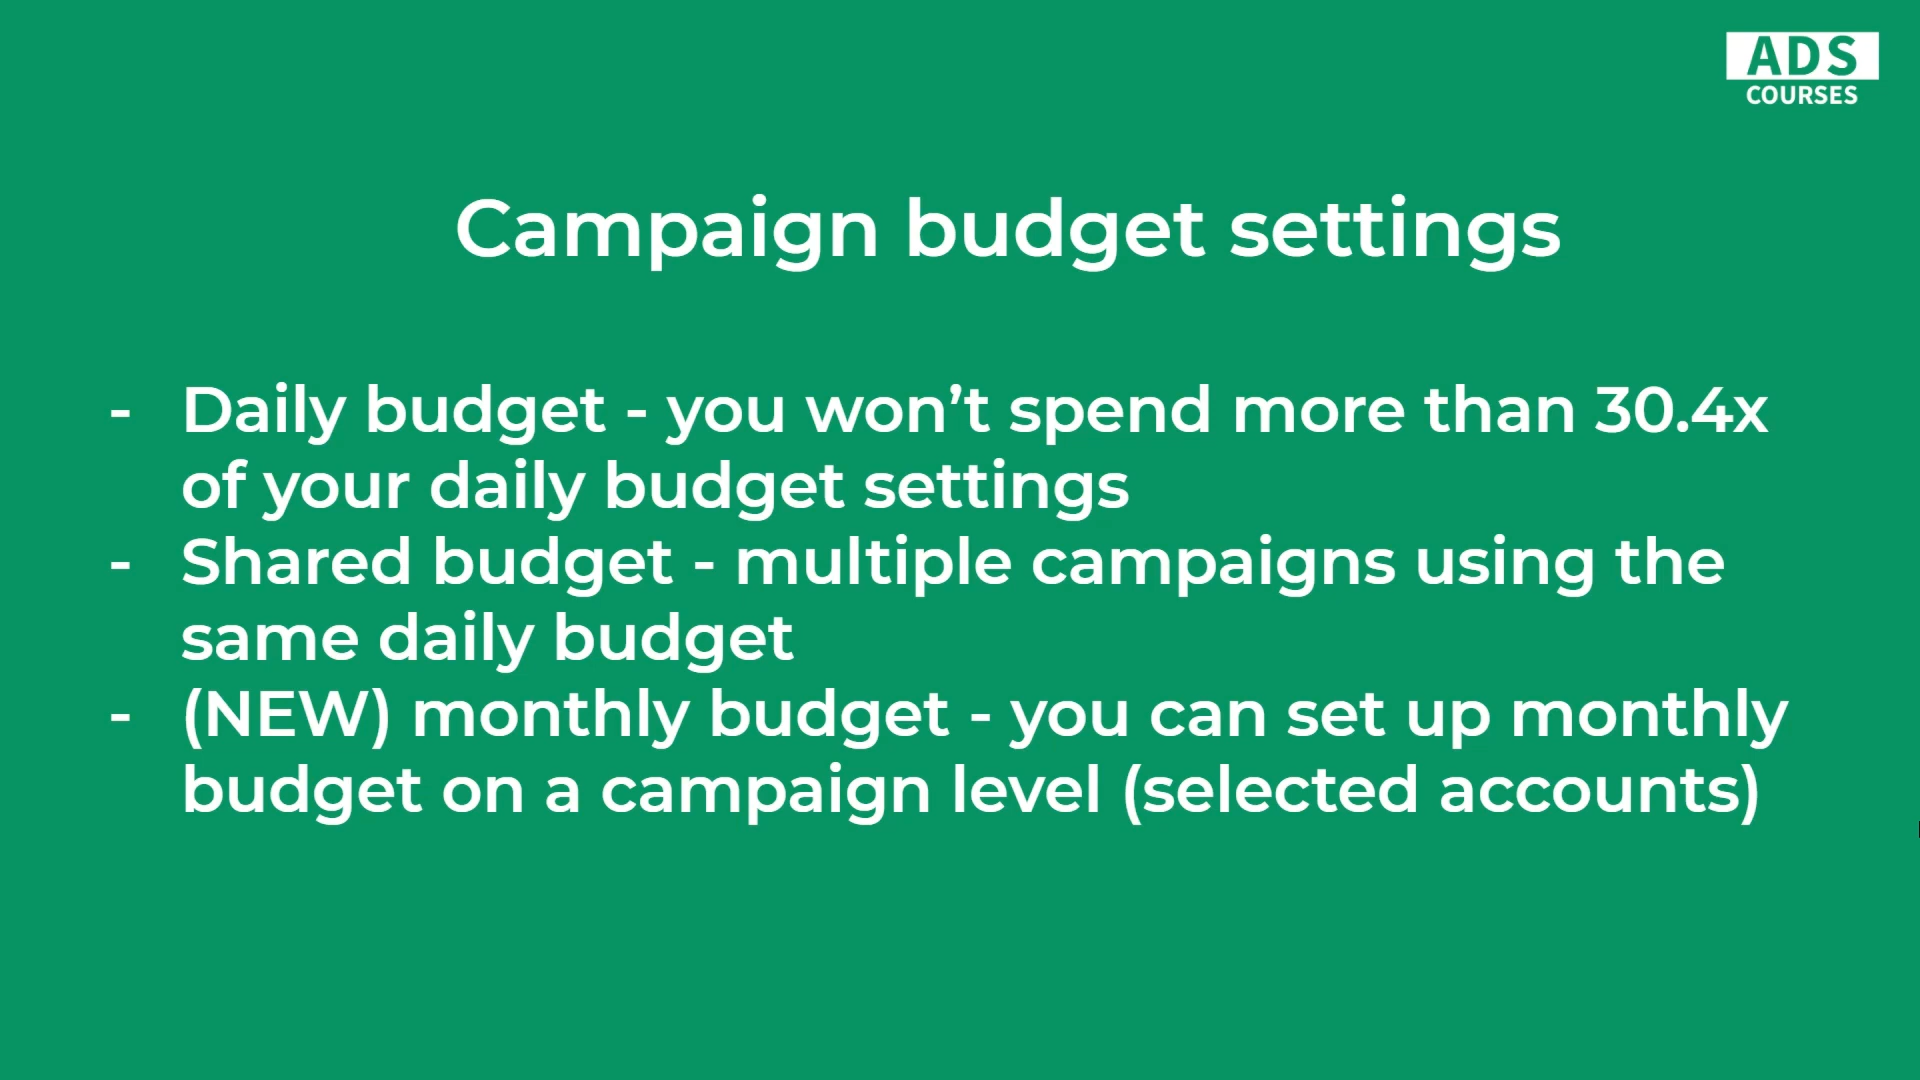 ADS
COURSES
Campaign budget settings
- Daily budget - you won’t spend more than 30.4x
of your daily budget settings
- Shared budget - multiple campaigns using the
same daily budget
- (NEW) monthly budget - you can set up monthly
budget on a campaign level (selected accounts)